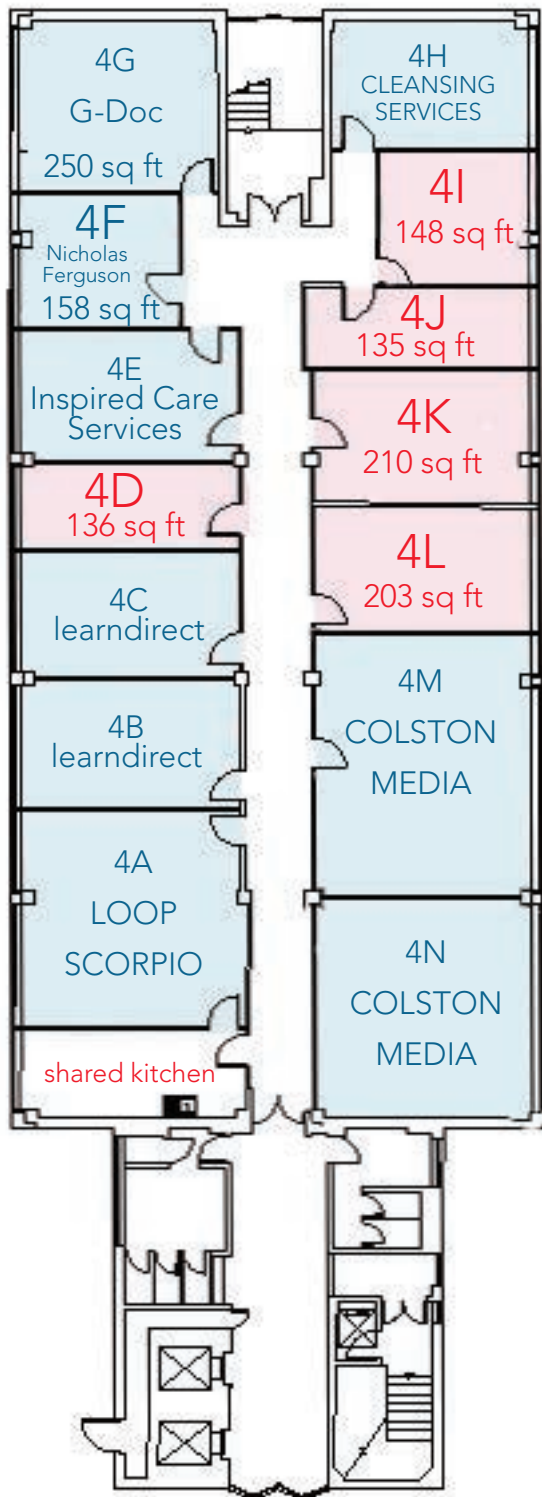 4G
G-Doc
250 sq ft
4H
CLEANSING
SERVICES
4F
Nicholas
Ferguson
158 sq ft
4I
148 sq ft
4J
135 sq ft
4E
Inspired Care
Services
4K
210 sq ft
4D
136 sq ft
4L
203 sq ft
4C
learndirect
4M
COLSTON
MEDIA
4B
learndirect
4A
LOOP
SCORPIO
4N
COLSTON
MEDIA
shared kitchen